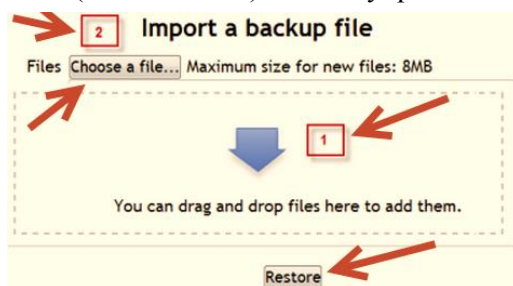 2 Import a backup file
Files Choose a file... Maximum size for new files: 8MB
1
You can drag and drop files here to add them.
Restore